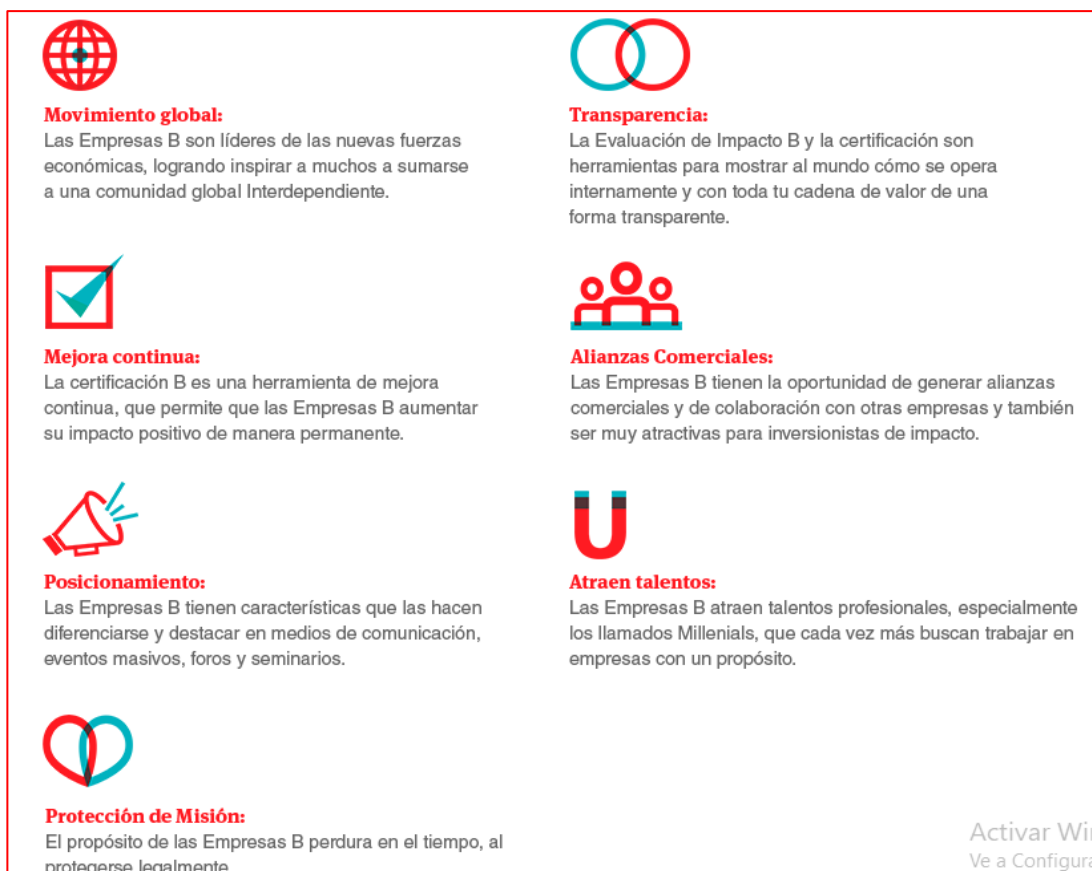 Movimiento global:
Las Empresas B son líderes de las nuevas fuerzas
económicas, logrando inspirar a muchos a sumarse
a una comunidad global Interdependiente.
Transparencia:
La Evaluación de Impacto B y la certificación son
herramientas para mostrar al mundo cómo se opera
internamente y con toda tu cadena de valor de una
forma transparente.
Mejora continua:
La certificación B es una herramienta de mejora
continua, que permite que las Empresas B aumentar
su impacto positivo de manera permanente.
Alianzas Comerciales:
Las Empresas B tienen la oportunidad de generar alianzas
comerciales y de colaboración con otras empresas y también
ser muy atractivas para inversionistas de impacto.
Posicionamiento:
Las Empresas B tienen características que las hacen
diferenciarse y destacar en medios de comunicación,
eventos masivos, foros y seminarios.
Atraen talentos:
Las Empresas B atraen talentos profesionales, especialmente
los llamados Millenials, que cada vez más buscan trabajar en
empresas con un propósito.
Protección de Misión:
El propósito de las Empresas B perdura en el tiempo, al
protegerse legalmente
Activar Wi
Ve a Configura